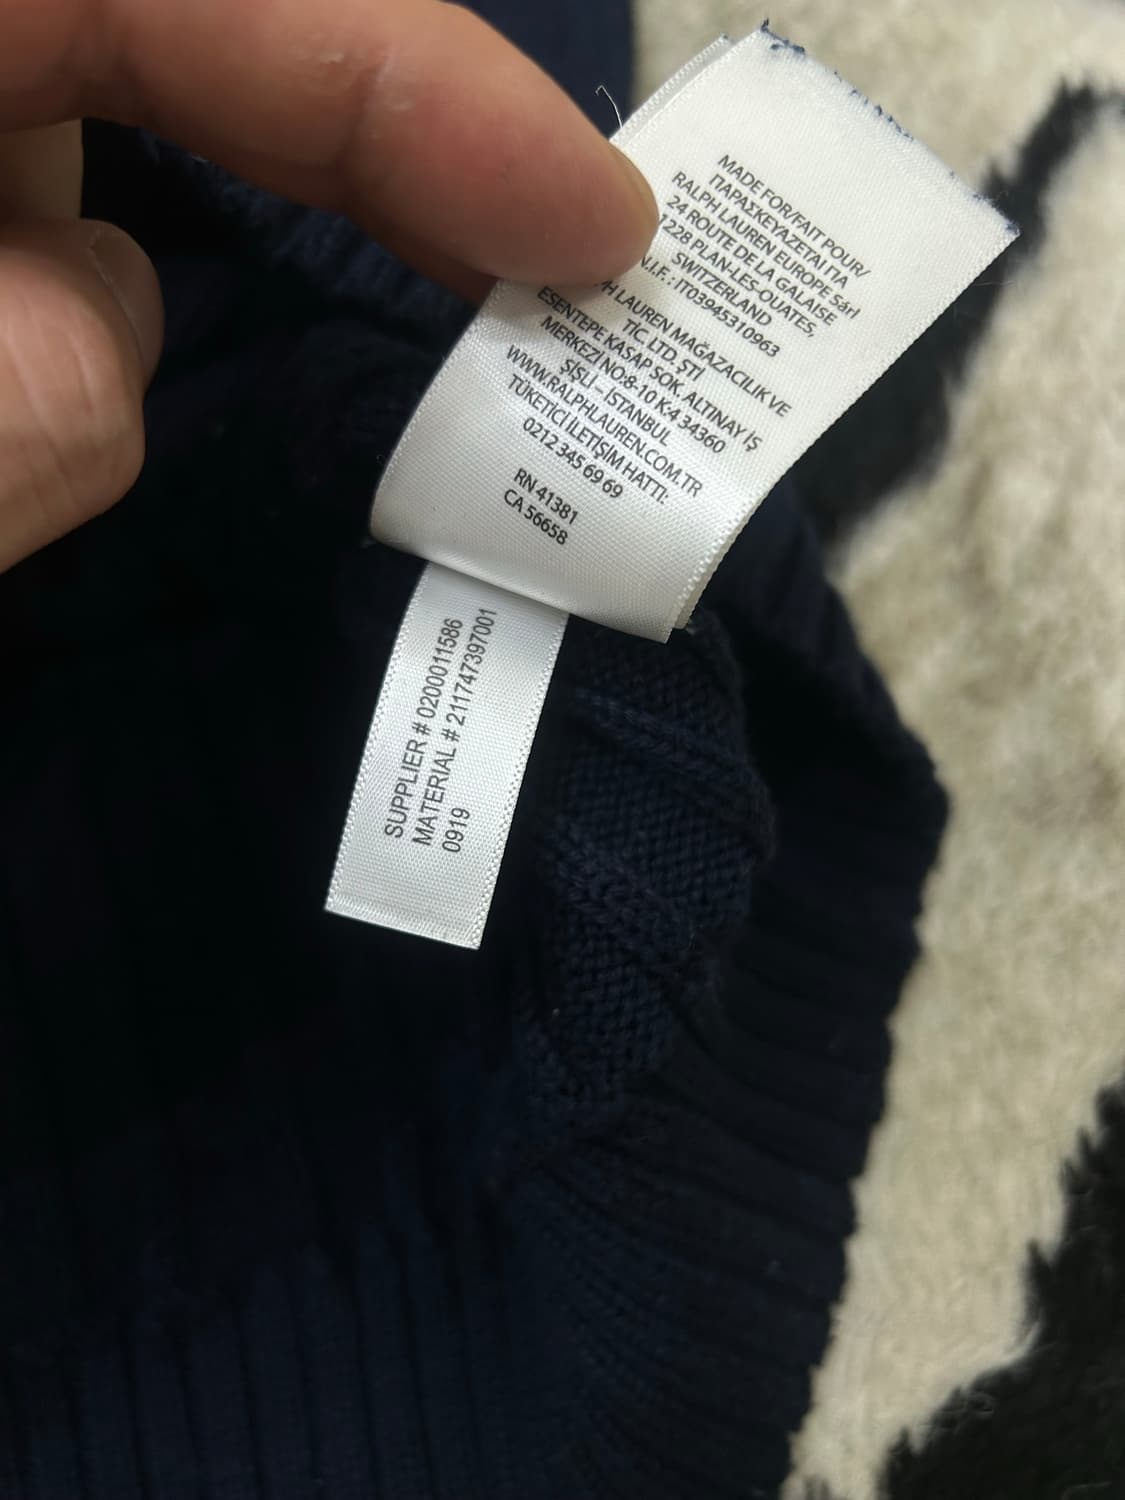 MADE FOR/FAIT POUR/
ΠΑΡΑΣΚΕΥΑΖΕΤΑΙ ΓΙΑ
RALPH LAUREN EUROPE Sárl
24 ROUTE DE LA GALAISE
1228 PLAN-LES-OUATES,
SWITZERLAND
N.I.F. : IT03945310963
LAUREN MAĞAZACILIK VE
TİC. LTD. ŞTİ
ESENTEPE KASAP SOK. ALTINAY İŞ
MERKEZİ NO:8-10 K:4 34360
ŞİŞLİ – İSTANBUL
WWW.RALPHLAUREN.COM.TR
TÜKETİCİ İLETİŞİM HATTI:
0212 345 69 69
RN 41381
CA 56658
SUPPLIER # 0200011586
MATERIAL # 211747397001
0919